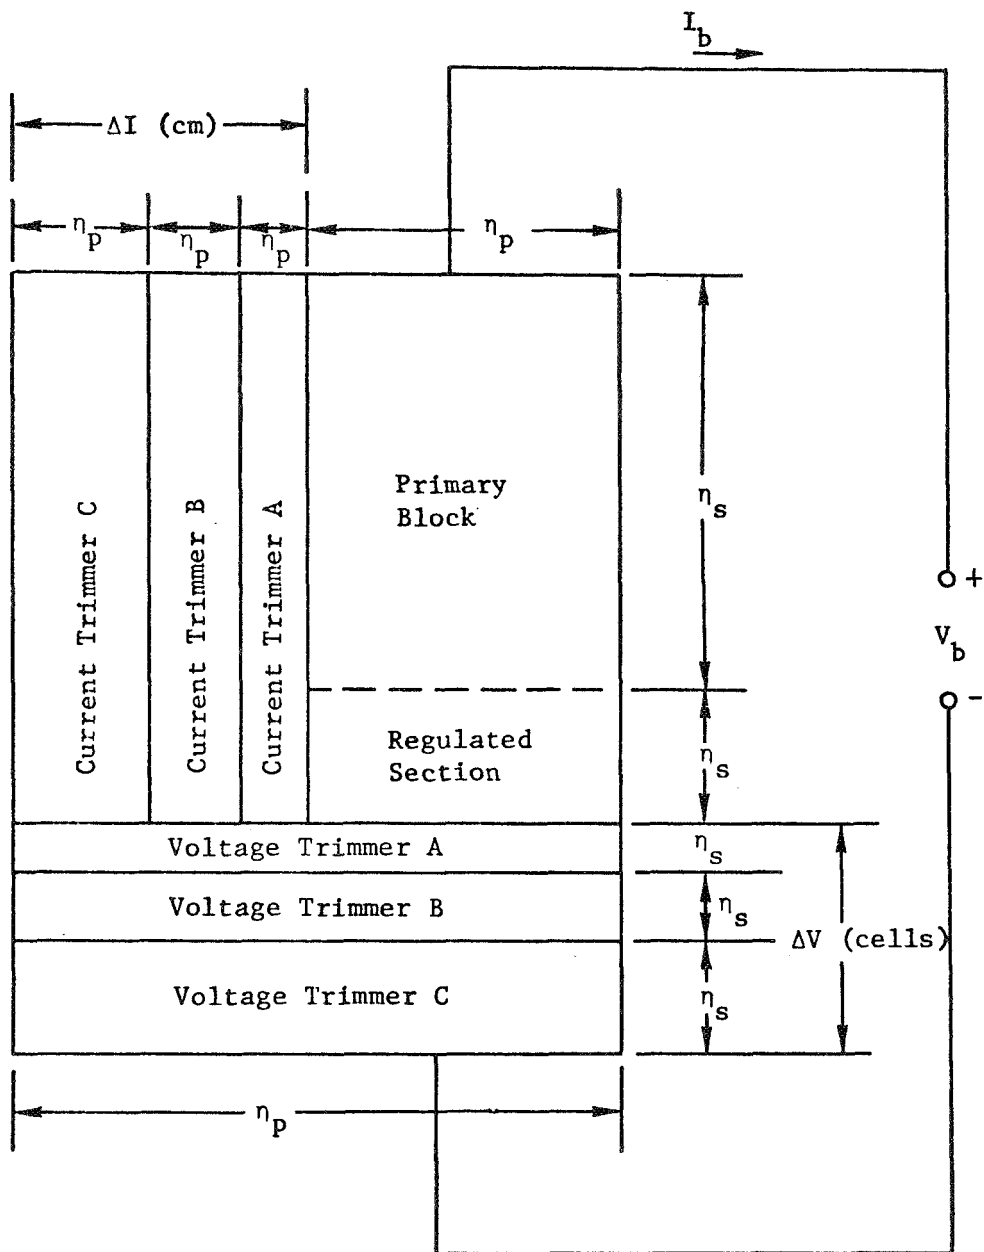 I_b
ΔI (cm)
η_p
η_p
η_p
η_p
Current Trimmer C
Current Trimmer B
Current Trimmer A
Primary
Block
η_s
+
V_b
-
Regulated
Section
η_s
Voltage Trimmer A
η_s
Voltage Trimmer B
η_s
ΔV (cells)
Voltage Trimmer C
η_s
η_p